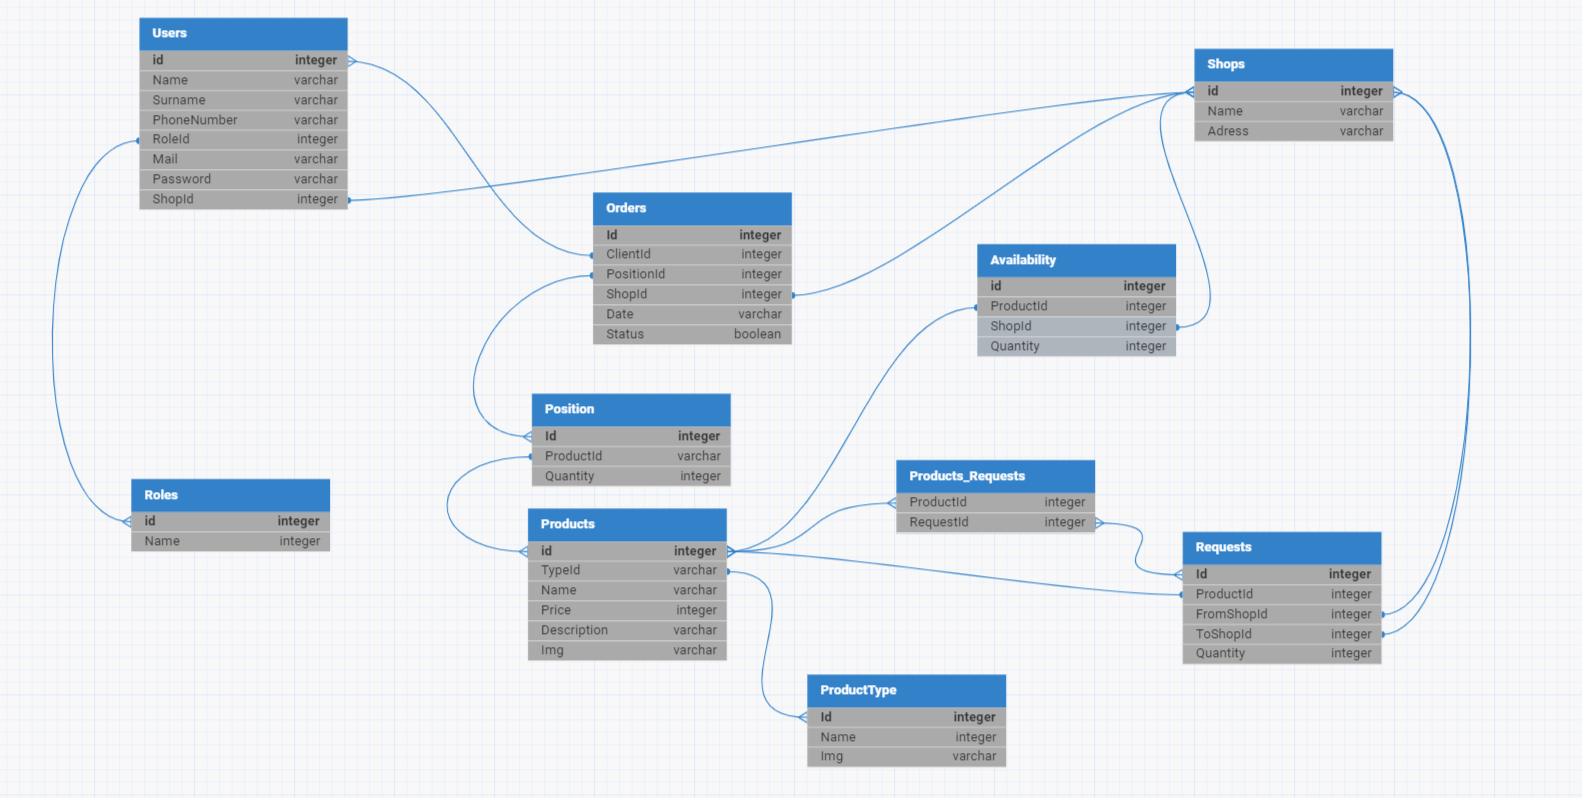 Users
id integer
Name varchar
Surname varchar
PhoneNumber varchar
RoleId integer
Mail varchar
Password varchar
ShopId integer
Shops
id integer
Name varchar
Adress varchar
Orders
Id integer
ClientId integer
PositionId integer
ShopId integer
Date varchar
Status boolean
Availability
id integer
ProductId integer
ShopId integer
Quantity integer
Position
Id integer
ProductId varchar
Quantity integer
Roles
id integer
Name integer
Products_Requests
ProductId integer
RequestId integer
Products
id integer
TypeId varchar
Name varchar
Price integer
Description varchar
Img varchar
Requests
Id integer
ProductId integer
FromShopId integer
ToShopId integer
Quantity integer
ProductType
Id integer
Name integer
Img varchar